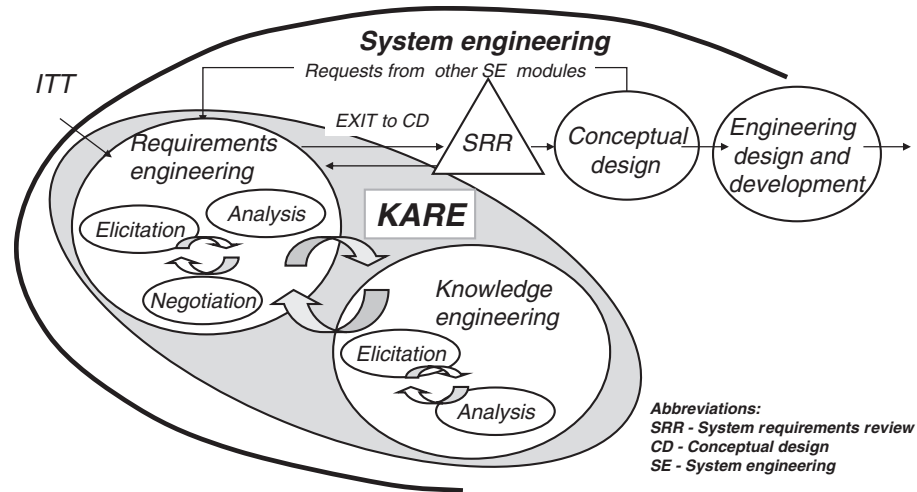 System engineering
Requests from other SE modules
ITT
EXIT to CD
Requirements
engineering
SRR
Conceptual
design
Engineering
design and
development
Elicitation
Analysis
Negotiation
KARE
Knowledge
engineering
Elicitation
Analysis
Abbreviations:
SRR - System requirements review
CD - Conceptual design
SE - System engineering